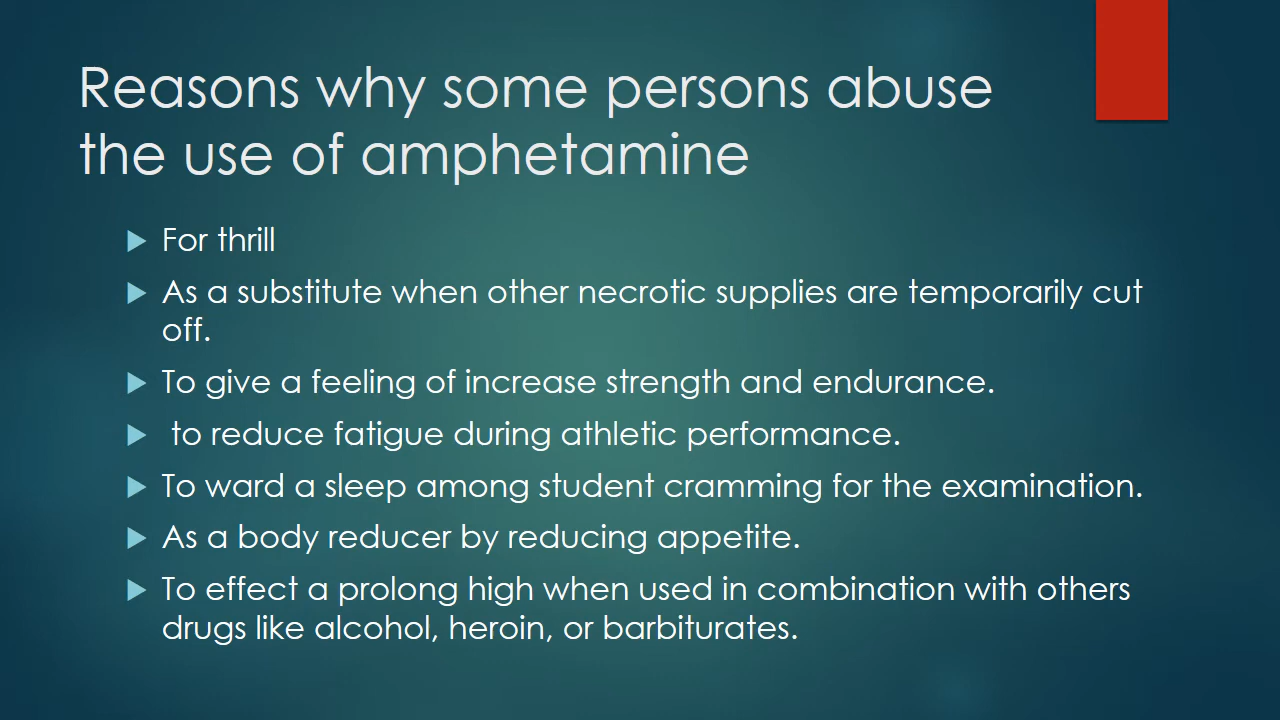 Reasons why some persons abuse
the use of amphetamine
For thrill
As a substitute when other necrotic supplies are temporarily cut
off.
To give a feeling of increase strength and endurance.
to reduce fatigue during athletic performance.
To ward a sleep among student cramming for the examination.
As a body reducer by reducing appetite.
To effect a prolong high when used in combination with others
drugs like alcohol, heroin, or barbiturates.